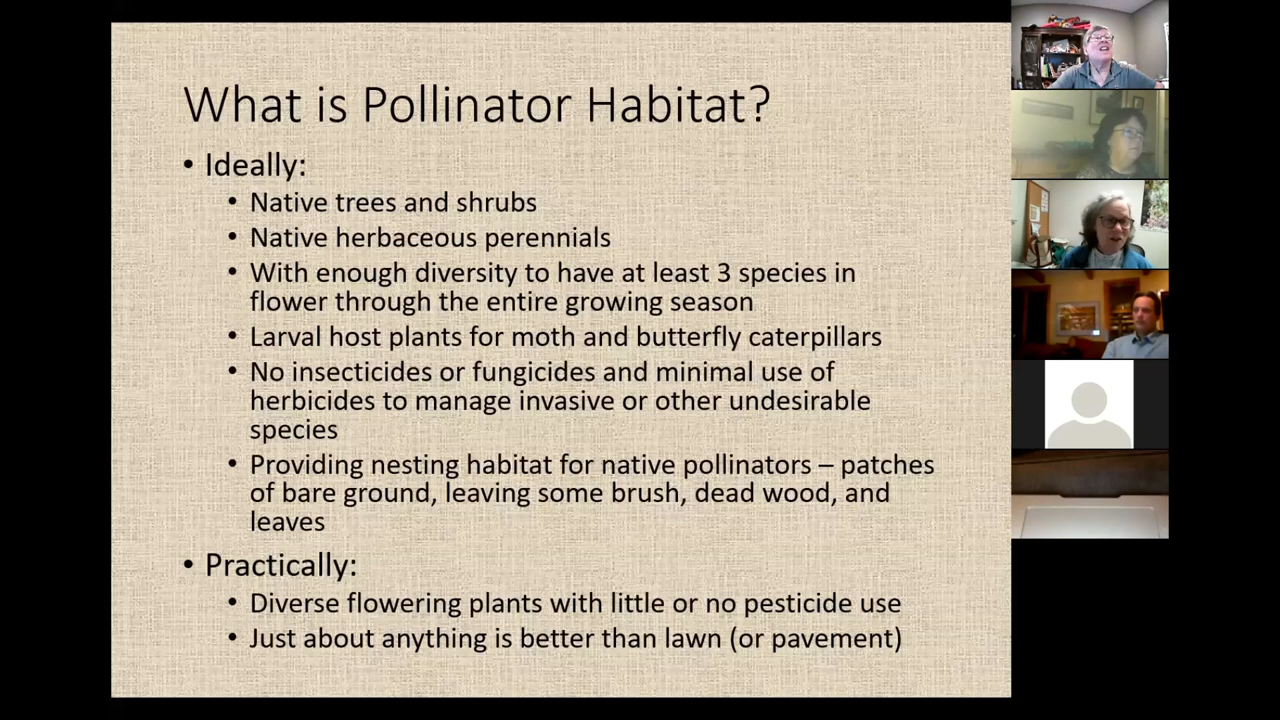 What is Pollinator Habitat?
• Ideally:
• Native trees and shrubs
• Native herbaceous perennials
• With enough diversity to have at least 3 species in
flower through the entire growing season
• Larval host plants for moth and butterfly caterpillars
• No insecticides or fungicides and minimal use of
herbicides to manage invasive or other undesirable
species
• Providing nesting habitat for native pollinators – patches
of bare ground, leaving some brush, dead wood, and
leaves
• Practically:
• Diverse flowering plants with little or no pesticide use
• Just about anything is better than lawn (or pavement)